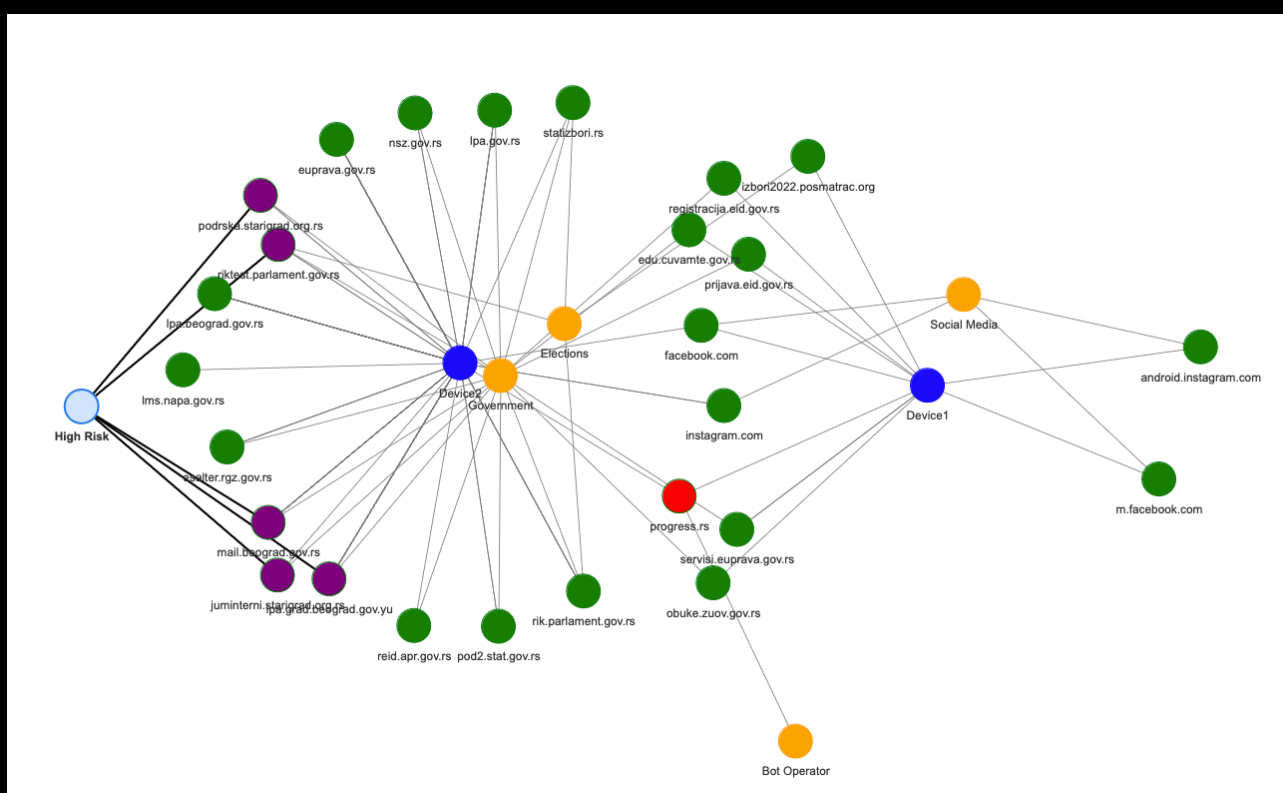 statizbori.rs
lpa.gov.rs
nsz.gov.rs
euprava.gov.rs
izbori2022.posmatrac.org
registracija.eid.gov.rs
podrska.starigrad.org.rs
edu.cuvamte.gov.rs
riktest.parlament.gov.rs
prijava.eid.gov.rs
lpa.beograd.gov.rs
Social Media
Elections
facebook.com
android.instagram.com
Device2
lms.napa.gov.rs
Government
Device1
High Risk
instagram.com
esalter.rgz.gov.rs
m.facebook.com
progress.rs
mail.beograd.gov.rs
servisi.euprava.gov.rs
juminterni.starigrad.org.rs
lpa.grad.beograd.gov.yu
obuke.zuov.gov.rs
rik.parlament.gov.rs
reid.apr.gov.rs
pod2.stat.gov.rs
Bot Operator